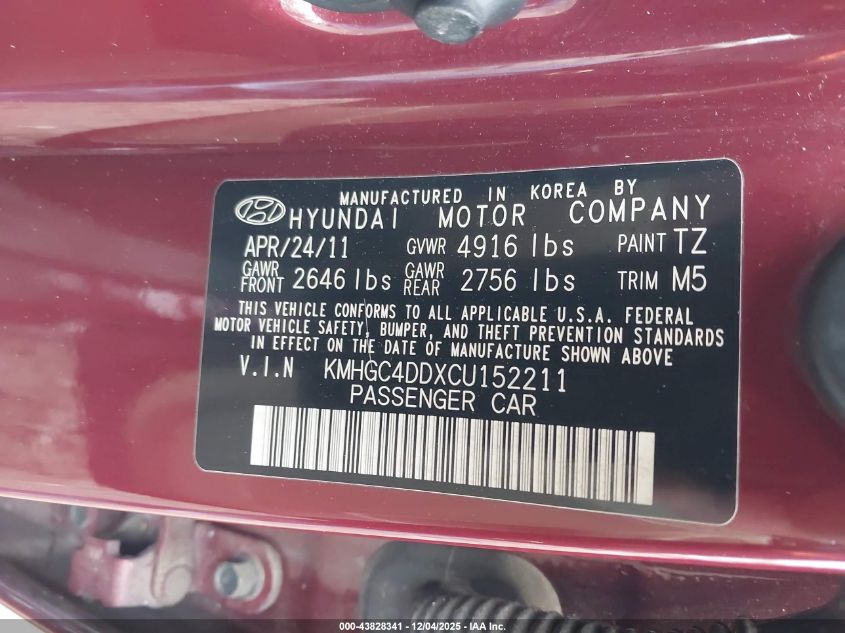 MANUFACTURED IN KOREA BY
HYUNDAI MOTOR COMPANY
APR/24/11 GVWR 4916 lbs PAINT TZ
GAWR FRONT 2646 lbs GAWR REAR 2756 lbs TRIM M5
THIS VEHICLE CONFORMS TO ALL APPLICABLE U.S.A. FEDERAL
MOTOR VEHICLE SAFETY, BUMPER, AND THEFT PREVENTION STANDARDS
IN EFFECT ON THE DATE OF MANUFACTURE SHOWN ABOVE
V.I.N KMHGC4DDXCU152211
PASSENGER CAR
000-43828341 - 12/04/2025 - IAA Inc.